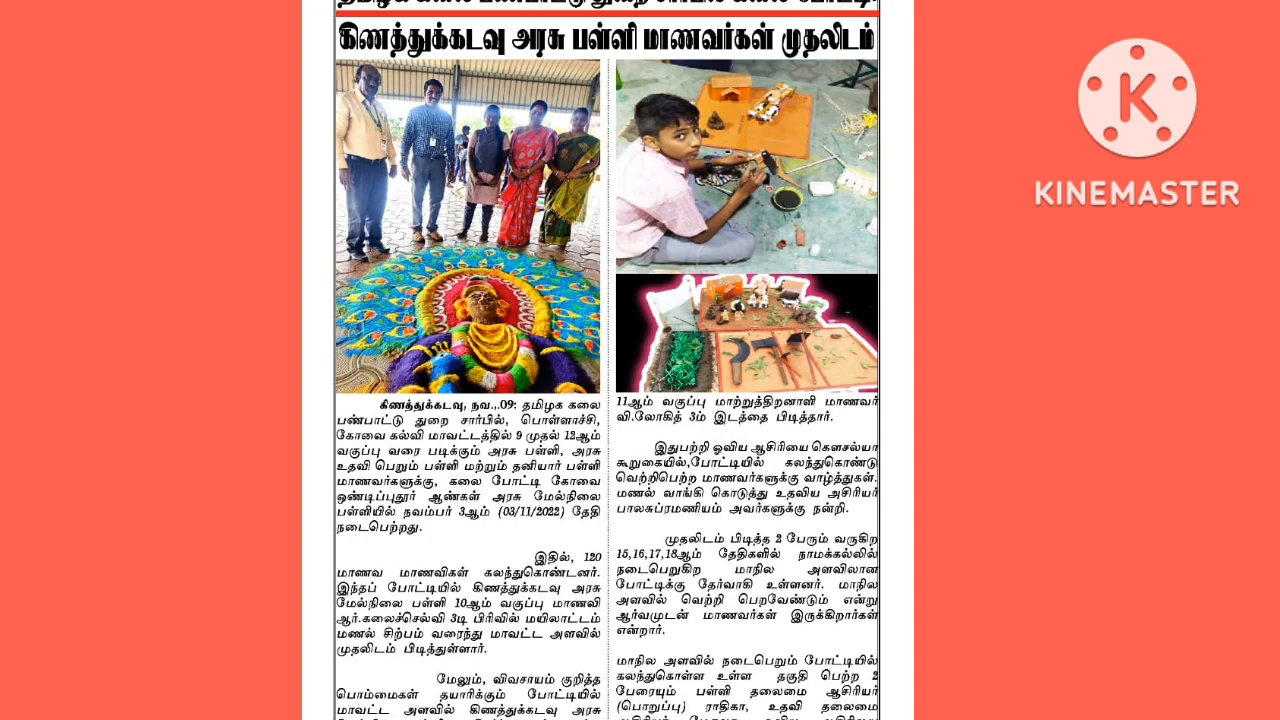 தமிழக கலை பண்பாட்டு துறை சார்பில் கலை போட்டி:
கிணத்துக்கடவு அரசு பள்ளி மாணவர்கள் முதலிடம்
கிணத்துக்கடவு, நவ.,.09: தமிழக கலை
பண்பாட்டு துறை சார்பில், பொள்ளாச்சி,
கோவை கல்வி மாவட்டத்தில் 9 முதல் 12ஆம்
வகுப்பு வரை படிக்கும் அரசு பள்ளி, அரசு
உதவி பெறும் பள்ளி மற்றும் தனியார் பள்ளி
மாணவர்களுக்கு, கலை போட்டி கோவை
ஒண்டிப்புதூர் ஆண்கள் அரசு மேல்நிலை
பள்ளியில் நவம்பர் 3ஆம் (03/11/2022) தேதி
நடைபெற்றது.
இதில், 120
மாணவ மாணவிகள் கலந்துகொண்டனர்.
இந்தப் போட்டியில் கிணத்துக்கடவு அரசு
மேல்நிலை பள்ளி 10ஆம் வகுப்பு மாணவி
ஆர்.கலைச்செல்வி 3டி பிரிவில் மயிலாட்டம்
மணல் சிற்பம் வரைந்து மாவட்ட அளவில்
முதலிடம் பிடித்துள்ளார்.
மேலும், விவசாயம் குறித்த
பொம்மைகள் தயாரிக்கும் போட்டியில்
மாவட்ட அளவில் கிணத்துக்கடவு அரசு
11ஆம் வகுப்பு மாற்றுத்திறனாளி மாணவர்
வி.லோகித் 3ம் இடத்தை பிடித்தார்.
இதுபற்றி ஓவிய ஆசிரியை கௌசல்யா
கூறுகையில்,போட்டியில் கலந்துகொண்டு
வெற்றிபெற்ற மாணவர்களுக்கு வாழ்த்துகள்.
மணல் வாங்கி கொடுத்து உதவிய அசிரியர்
பாலசுப்ரமணியம் அவர்களுக்கு நன்றி.
முதலிடம் பிடித்த 2 பேரும் வருகிற
15,16,17,18ஆம் தேதிகளில் நாமக்கல்லில்
நடைபெறுகிற மாநில அளவிலான
போட்டிக்கு தேர்வாகி உள்ளனர். மாநில
அளவில் வெற்றி பெறவேண்டும் என்று
ஆர்வமுடன் மாணவர்கள் இருக்கிறார்கள்
என்றார்.
மாநில அளவில் நடைபெறும் போட்டியில்
கலந்துகொள்ள உள்ள தகுதி பெற்ற 2
பேரையும் பள்ளி தலைமை ஆசிரியர்
(பொறுப்பு) ராதிகா, உதவி தலைமை
K
KINEMASTER